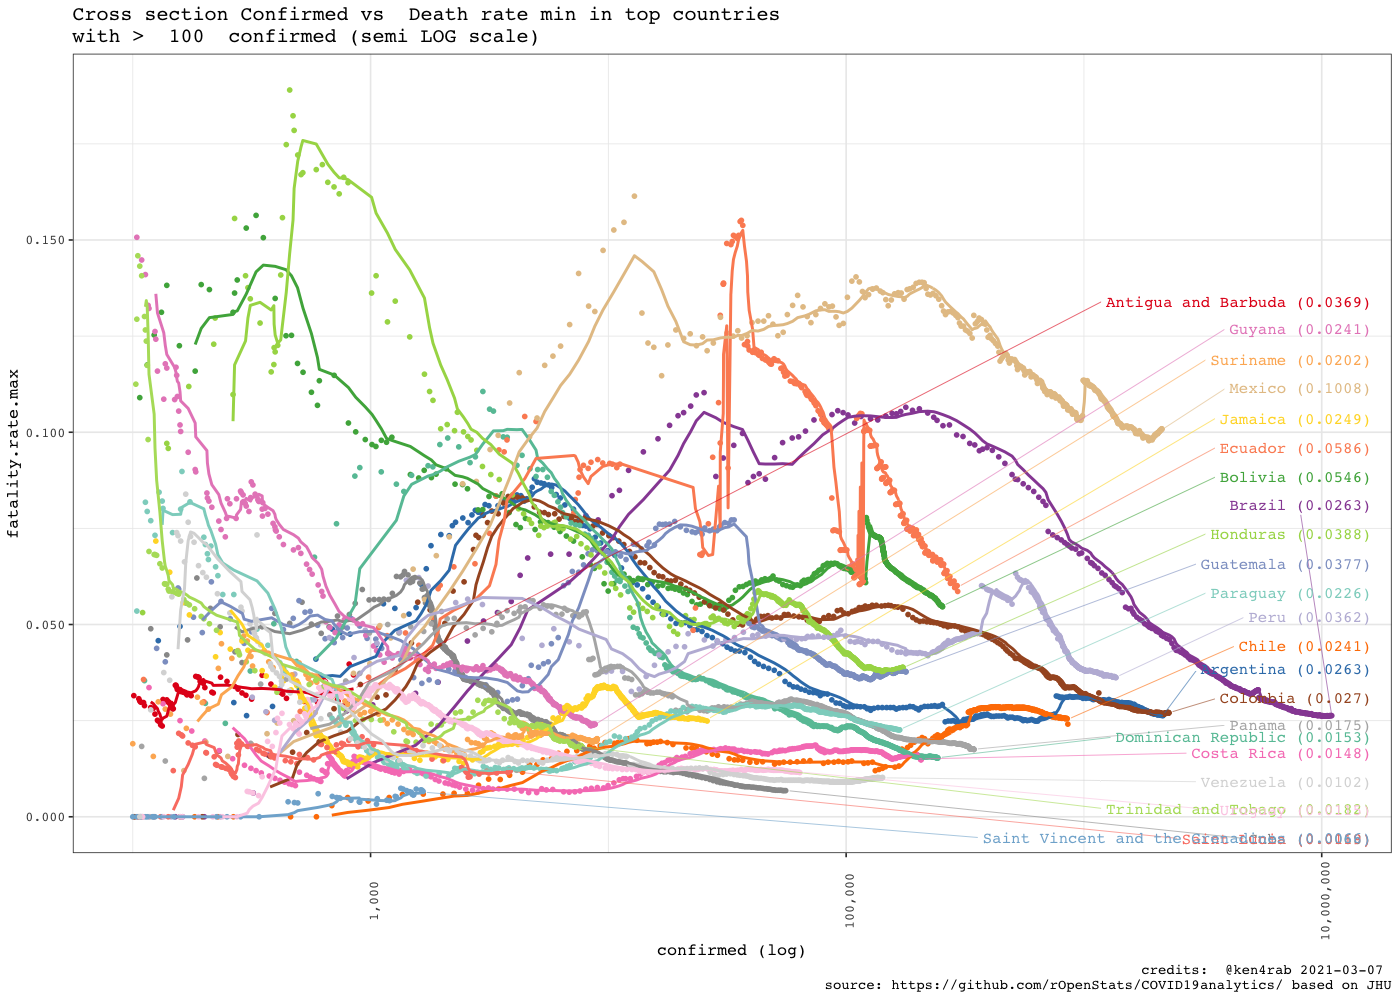 Cross section Confirmed vs  Death rate min in top countries
with >  100  confirmed (semi LOG scale)
fatality.rate.max
0.150
0.100
0.050
0.000
Antigua and Barbuda (0.0369)
Guyana (0.0241)
Suriname (0.0202)
Mexico (0.1008)
Jamaica (0.0249)
Ecuador (0.0586)
Bolivia (0.0546)
Brazil (0.0263)
Honduras (0.0388)
Guatemala (0.0377)
Paraguay (0.0226)
Peru (0.0362)
Chile (0.0241)
Argentina (0.0263)
Colombia (0.027)
Panama (0.0175)
Dominican Republic (0.0153)
Costa Rica (0.0148)
Venezuela (0.0102)
Trinidad and Tobago
Saint Vincent and the Grenadines
1,000
100,000
10,000,000
confirmed (log)
credits:  @ken4rab 2021-03-07
source: https://github.com/rOpenStats/COVID19analytics/ based on JHU